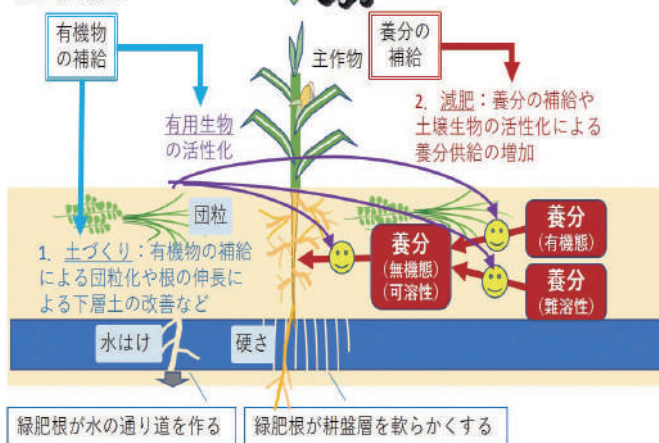 有機物
の補給
主作物
養分の
補給
有用生物
の活性化
2. 減肥：養分の補給や
土壌生物の活性化による
養分供給の増加
団粒
1. 土づくり：有機物の補給
による団粒化や根の伸長に
よる下層土の改善など
養分
(無機態)
(可溶性)
養分
(有機態)
養分
(難溶性)
水はけ
硬さ
緑肥根が水の通り道を作る
緑肥根が耕盤層を軟らかくする